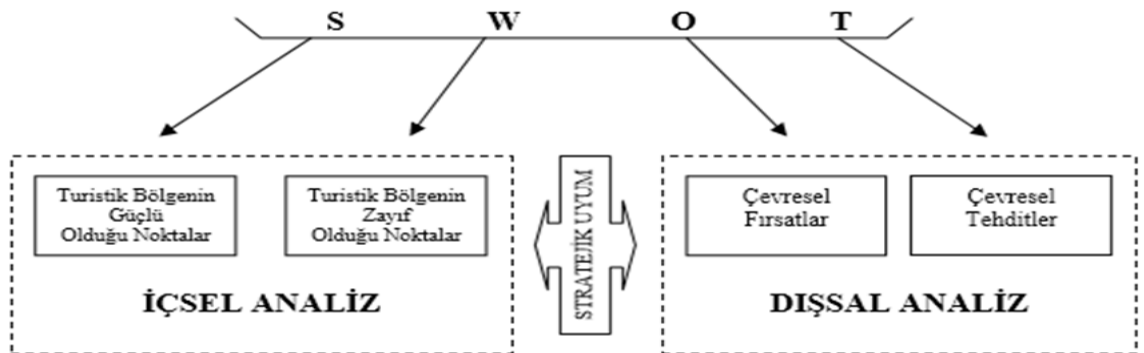 S W O T
Turistik Bölgenin
Güçlü
Olduğu Noktalar
Turistik Bölgenin
Zayıf
Olduğu Noktalar
İÇSEL ANALİZ
STRATEJİK UYUM
Çevresel
Fırsatlar
Çevresel
Tehditler
DIŞSAL ANALİZ